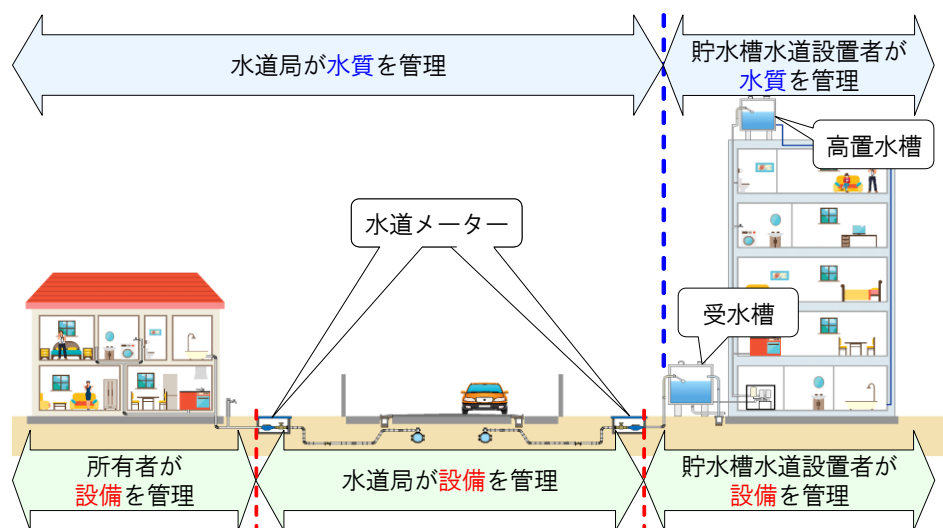 水道局が水質を管理
貯水槽水道設置者が
水質を管理
高置水槽
水道メーター
受水槽
所有者が
設備を管理
水道局が設備を管理
貯水槽水道設置者が
設備を管理